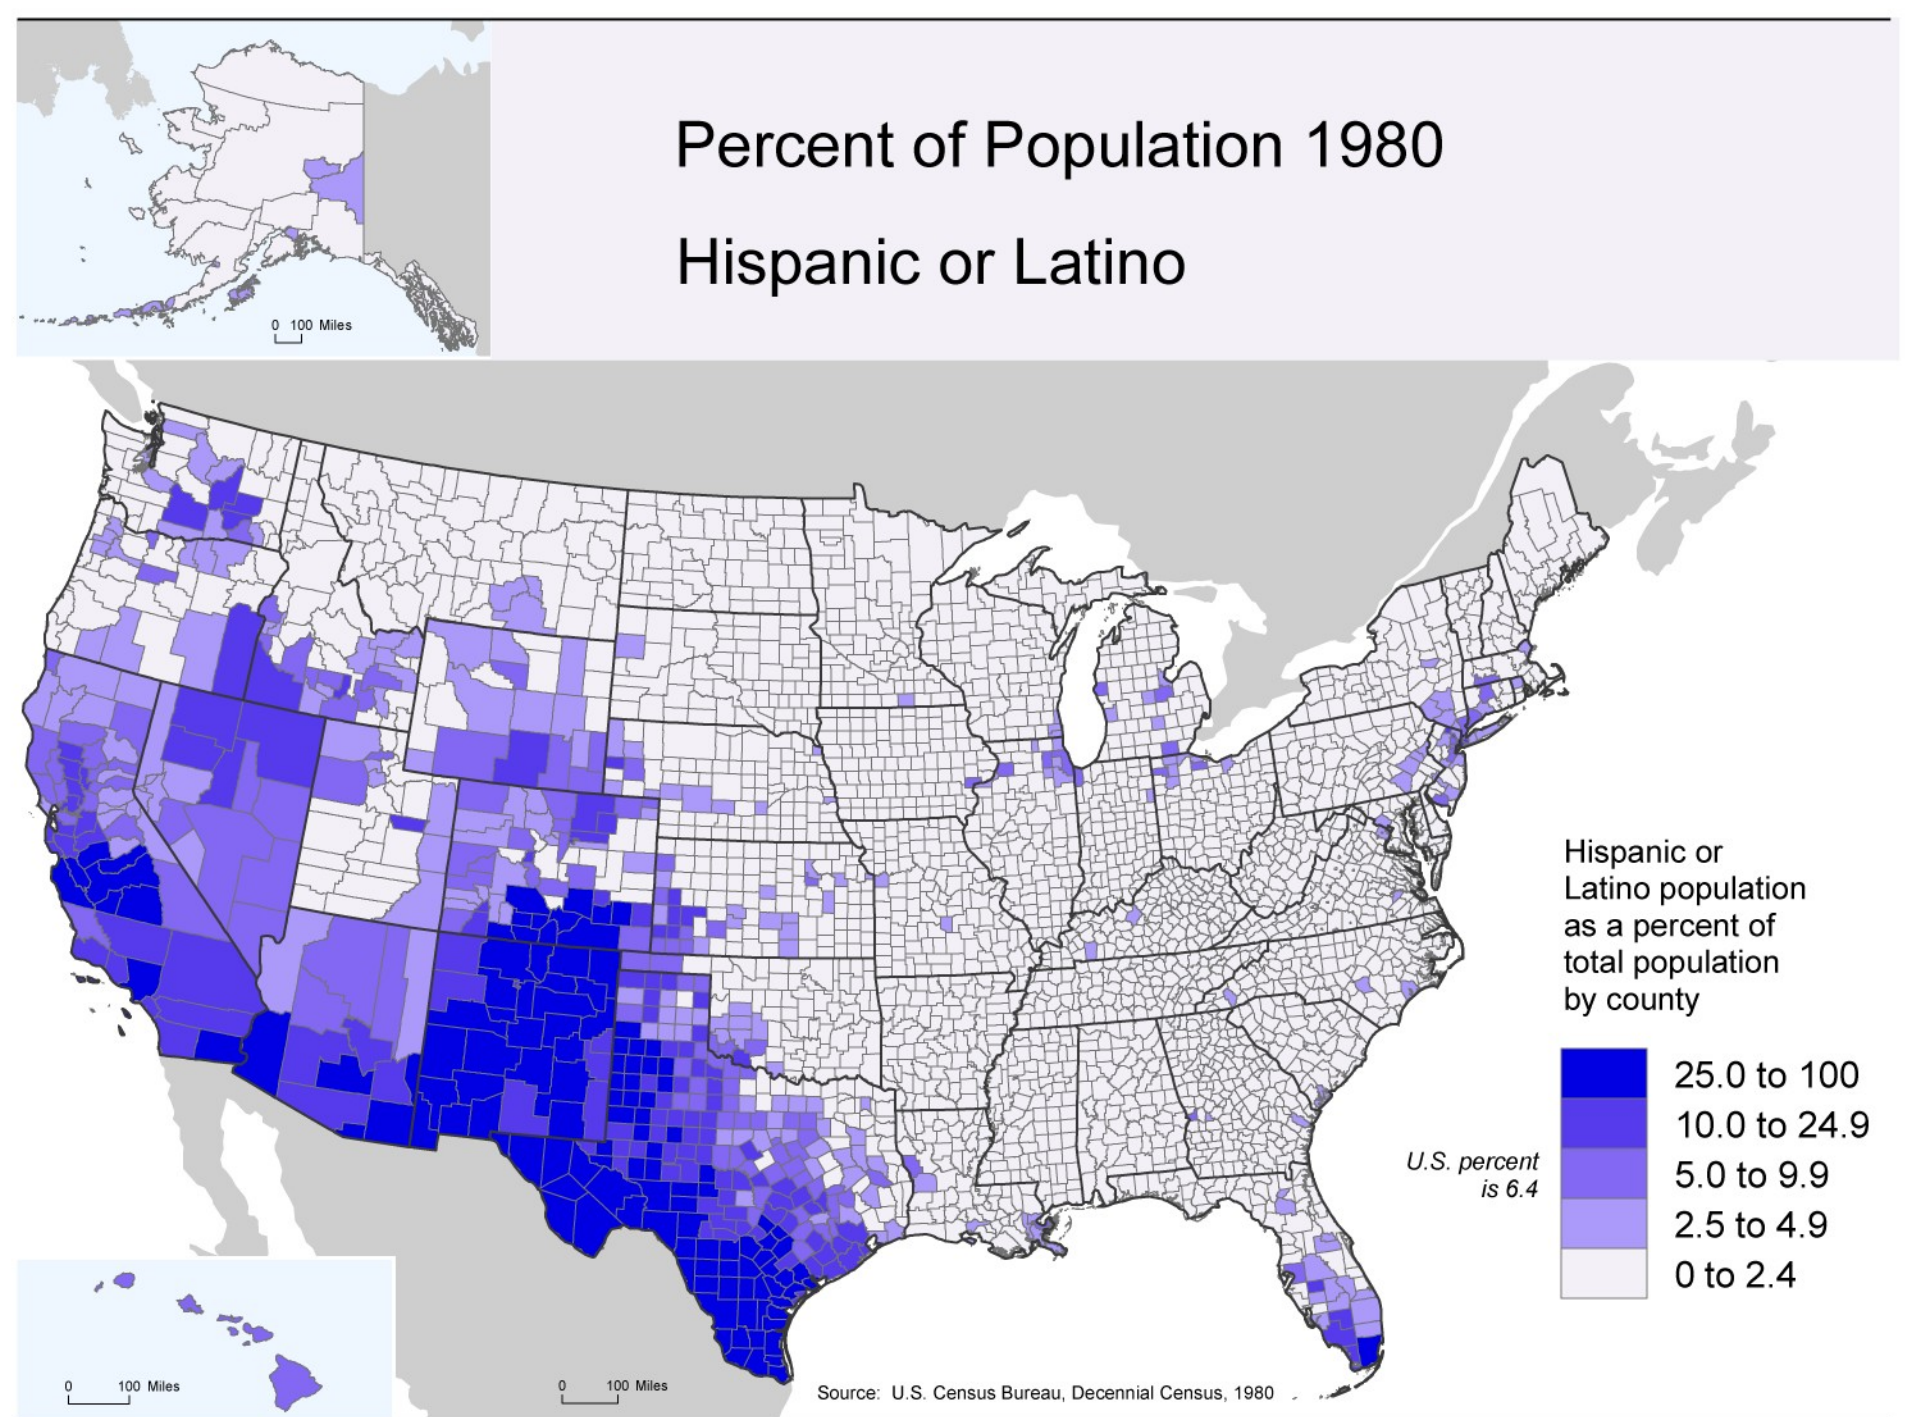 Percent of Population 1980
Hispanic or Latino
0 100 Miles
Hispanic or
Latino population
as a percent of
total population
by county
25.0 to 100
10.0 to 24.9
5.0 to 9.9
2.5 to 4.9
0 to 2.4
U.S. percent
is 6.4
0 100 Miles
0 100 Miles
Source: U.S. Census Bureau, Decennial Census, 1980